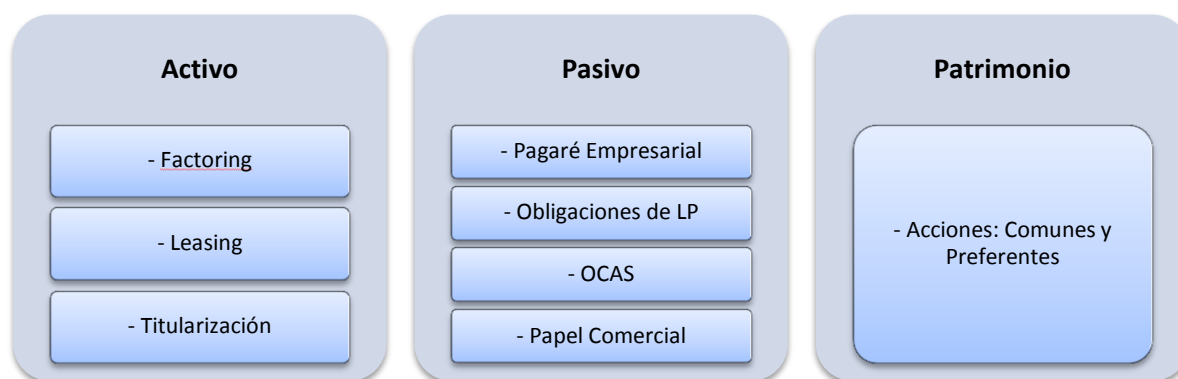 Activo
- Factoring
- Leasing
- Titularización
Pasivo
- Pagaré Empresarial
- Obligaciones de LP
- OCAS
- Papel Comercial
Patrimonio
- Acciones: Comunes y
Preferentes